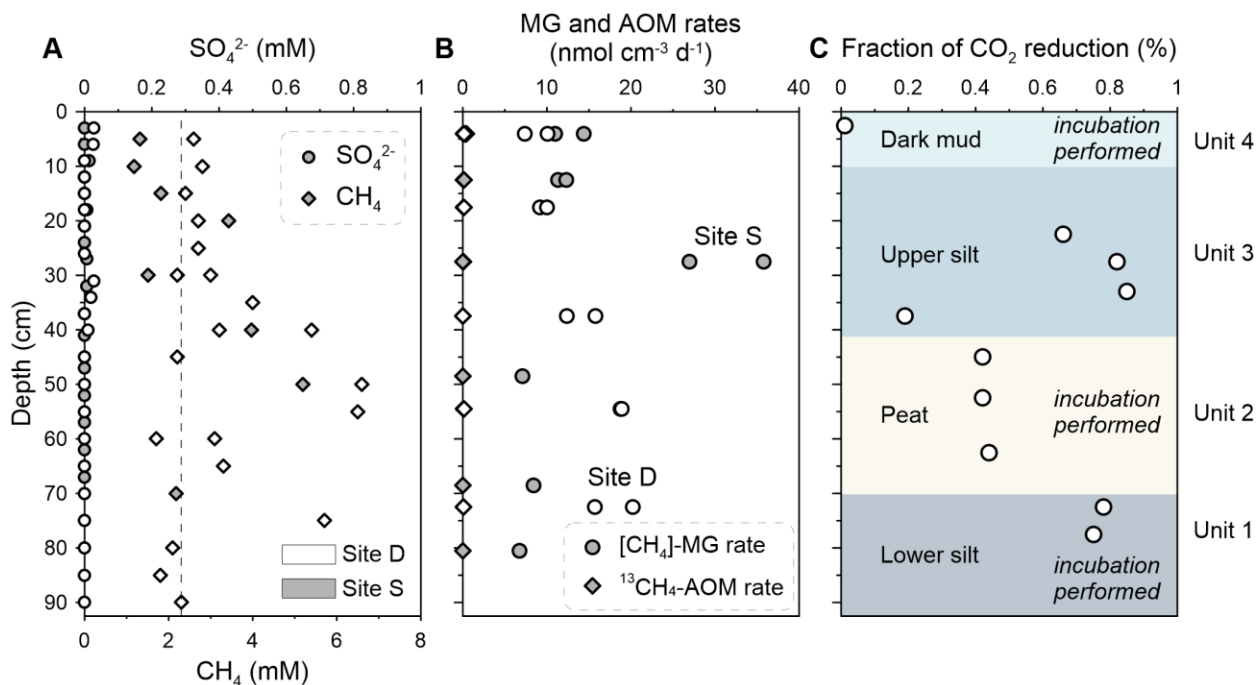 A
SO₄²⁻ (mM)
0 0.2 0.4 0.6 0.8 1
0
10
20
30
40
50
60
70
80
90
Depth (cm)
SO₄²⁻
CH₄
Site D
Site S
0 2 4 6 8
CH₄ (mM)
B
MG and AOM rates
(nmol cm⁻³ d⁻¹)
0 10 20 30 40
Site S
Site D
[CH₄]-MG rate
¹³CH₄-AOM rate
C Fraction of CO₂ reduction (%)
0 0.2 0.4 0.6 0.8 1
Dark mud
incubation
performed
Unit 4
Upper silt
Unit 3
Peat
incubation
performed
Unit 2
Lower silt
incubation
performed
Unit 1